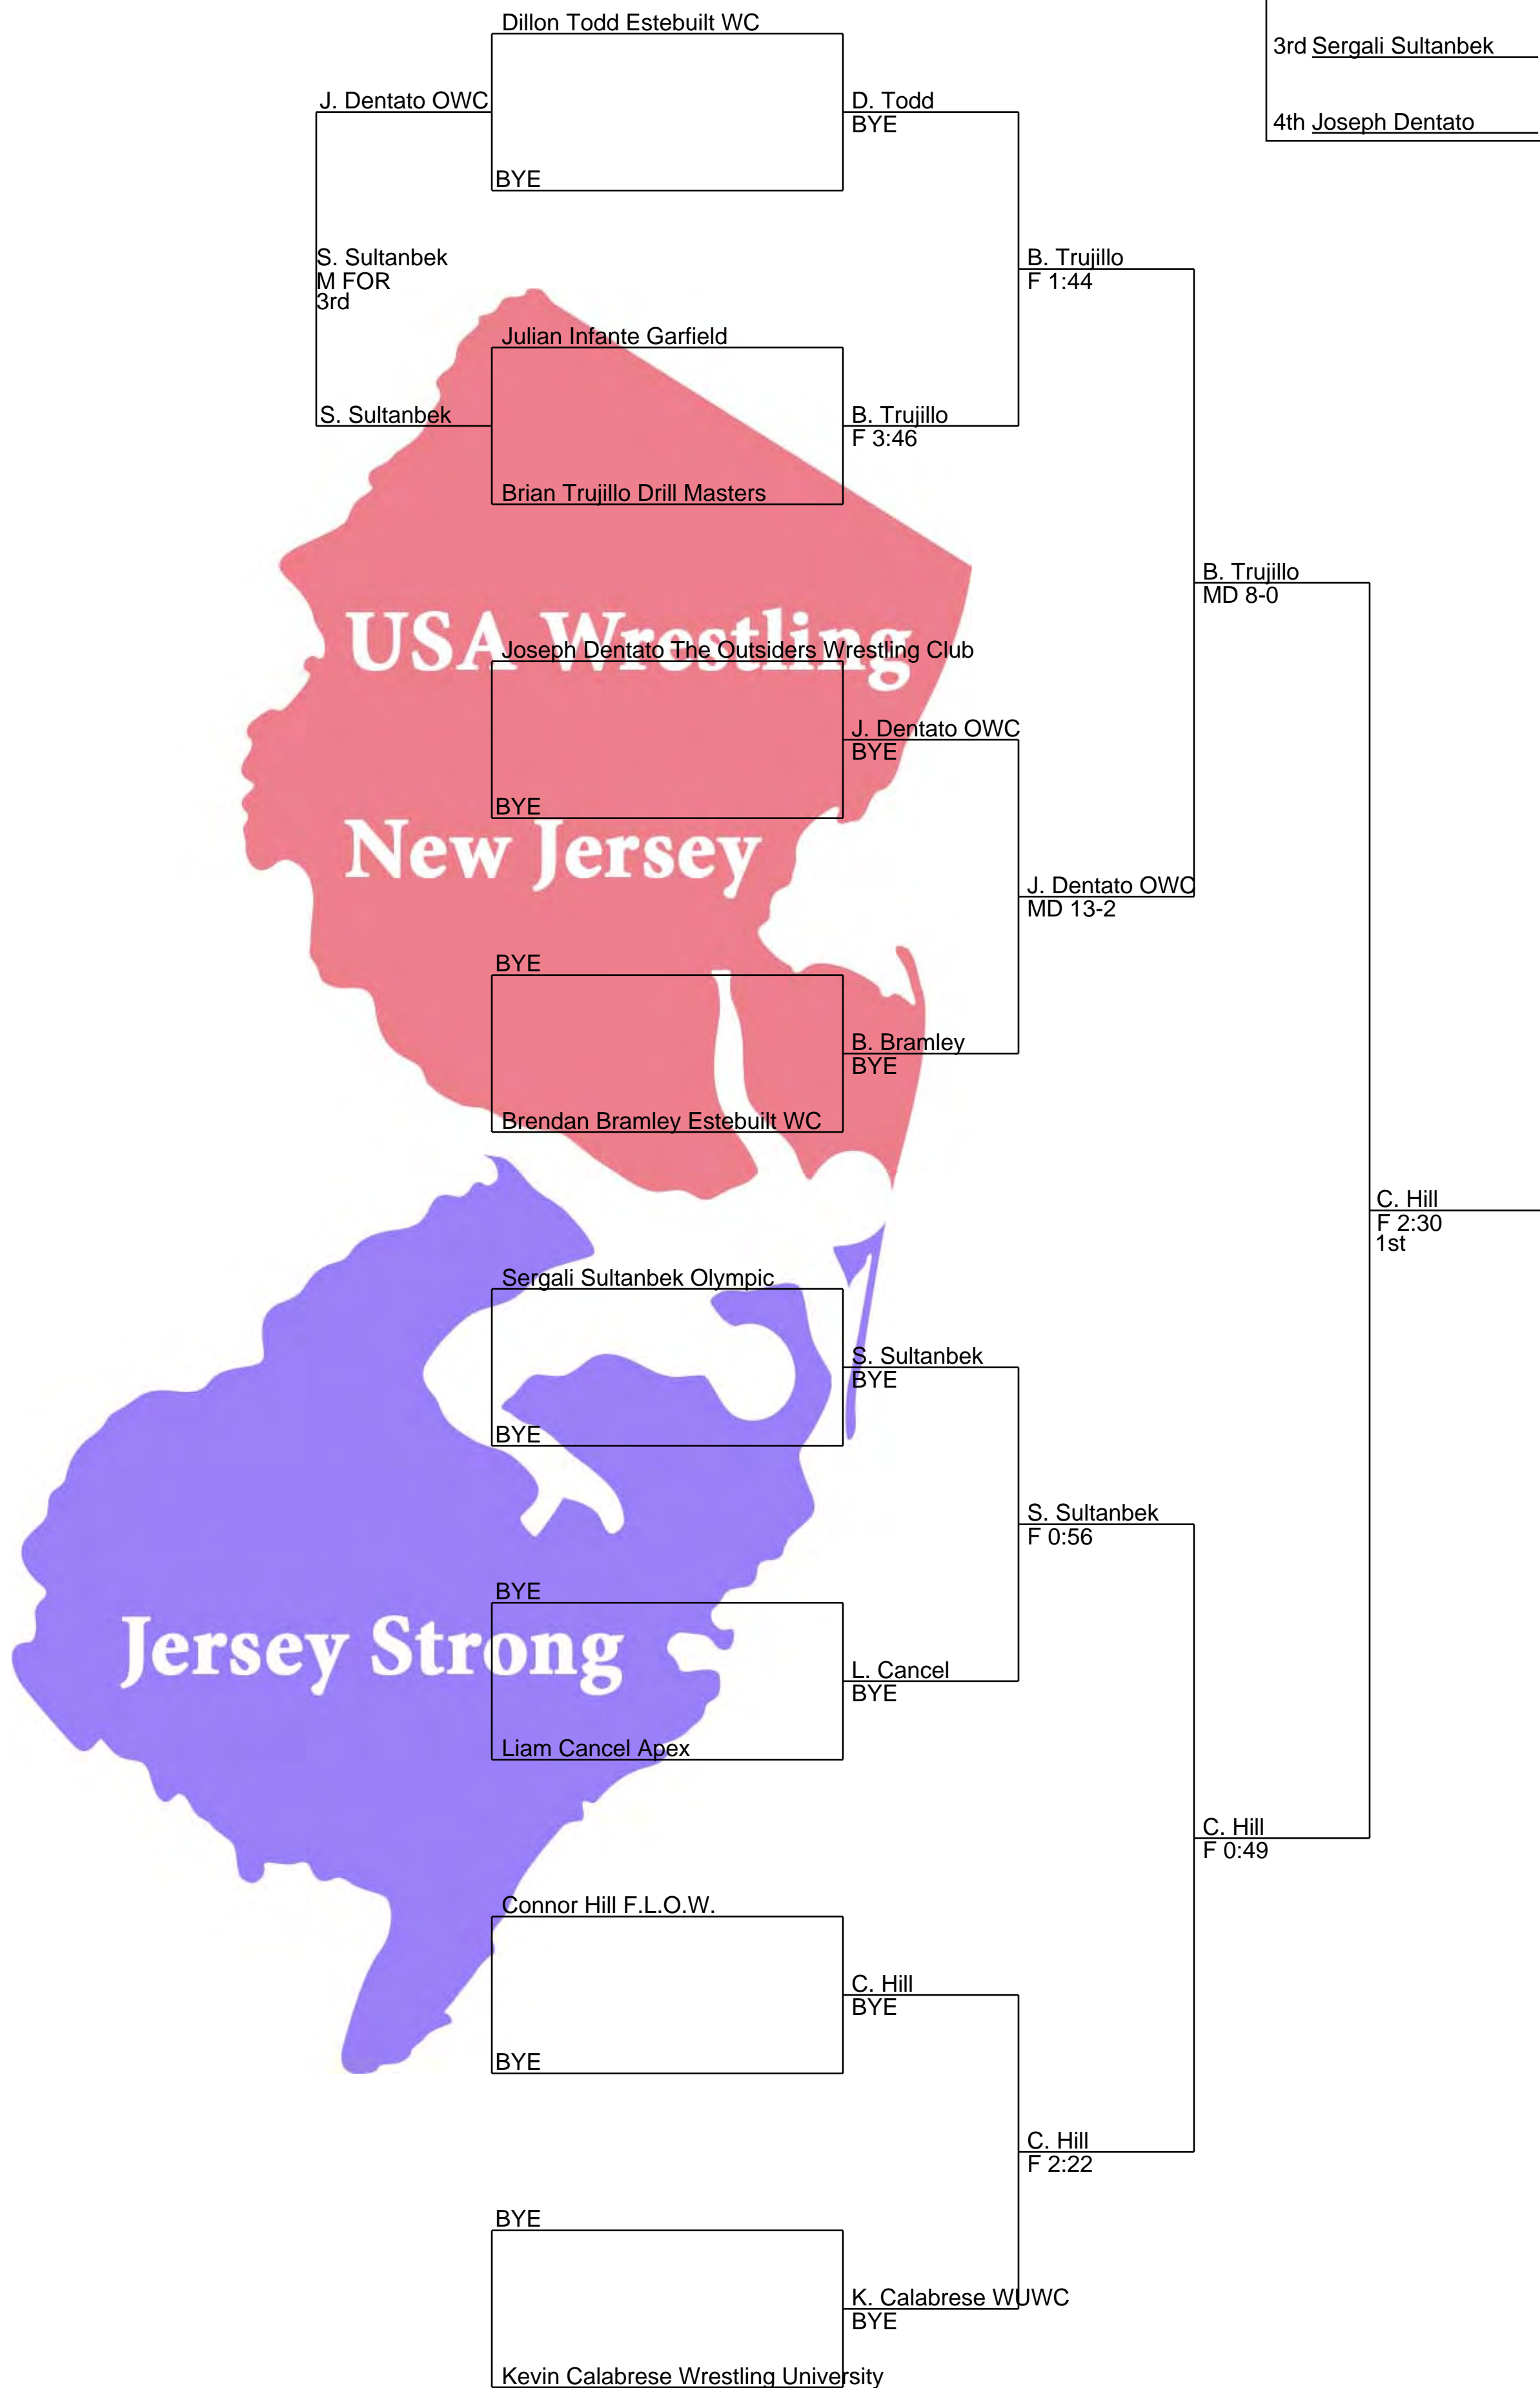 Dillon Todd Estebuilt WC
3rd Sergali Sultanbek
J. Dentato OWC
D. Todd
BYE
4th Joseph Dentato
BYE
S. Sultanbek
M FOR
3rd
B. Trujillo
F 1:44
Julian Infante Garfield
S. Sultanbek
B. Trujillo
F 3:46
Brian Trujillo Drill Masters
B. Trujillo
MD 8-0
USA Wrestling
Joseph Dentato The Outsiders Wrestling Club
J. Dentato OWC
BYE
BYE
New Jersey
J. Dentato OWC
MD 13-2
BYE
B. Bramley
BYE
Brendan Bramley Estebuilt WC
C. Hill
F 2:30
1st
Sergali Sultanbek Olympic
S. Sultanbek
BYE
BYE
S. Sultanbek
F 0:56
BYE
Jersey Strong
L. Cancel
BYE
Liam Cancel Apex
C. Hill
F 0:49
Connor Hill F.L.O.W.
C. Hill
BYE
BYE
C. Hill
F 2:22
BYE
K. Calabrese WUWC
BYE
Kevin Calabrese Wrestling University